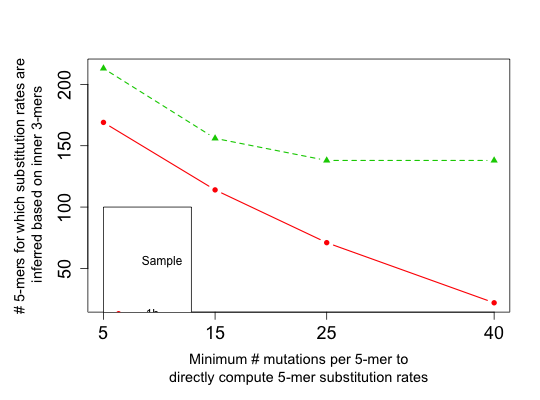 # 5-mers for which substitution rates are
inferred based on inner 3-mers
200
150
100
50
Sample
5 15 25 40
Minimum # mutations per 5-mer to
directly compute 5-mer substitution rates